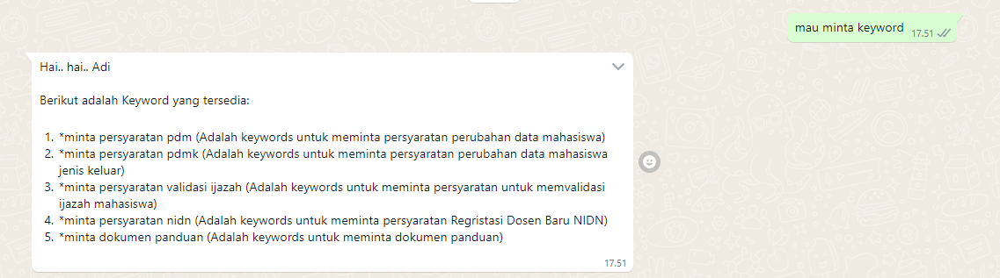 mau minta keyword 17.51
Hai.. hai.. Adi
Berikut adalah Keyword yang tersedia:
1. *minta persyaratan pdm (Adalah keywords untuk meminta persyaratan perubahan data mahasiswa)
2. *minta persyaratan pdmk (Adalah keywords untuk meminta persyaratan perubahan data mahasiswa
jenis keluar)
3. *minta persyaratan validasi ijazah (Adalah keywords untuk meminta persyaratan untuk memvalidasi
ijazah mahasiswa)
4. *minta persyaratan nidn (Adalah keywords untuk meminta persyaratan Regristasi Dosen Baru NIDN)
5. *minta dokumen panduan (Adalah keywords untuk meminta dokumen panduan)
17.51